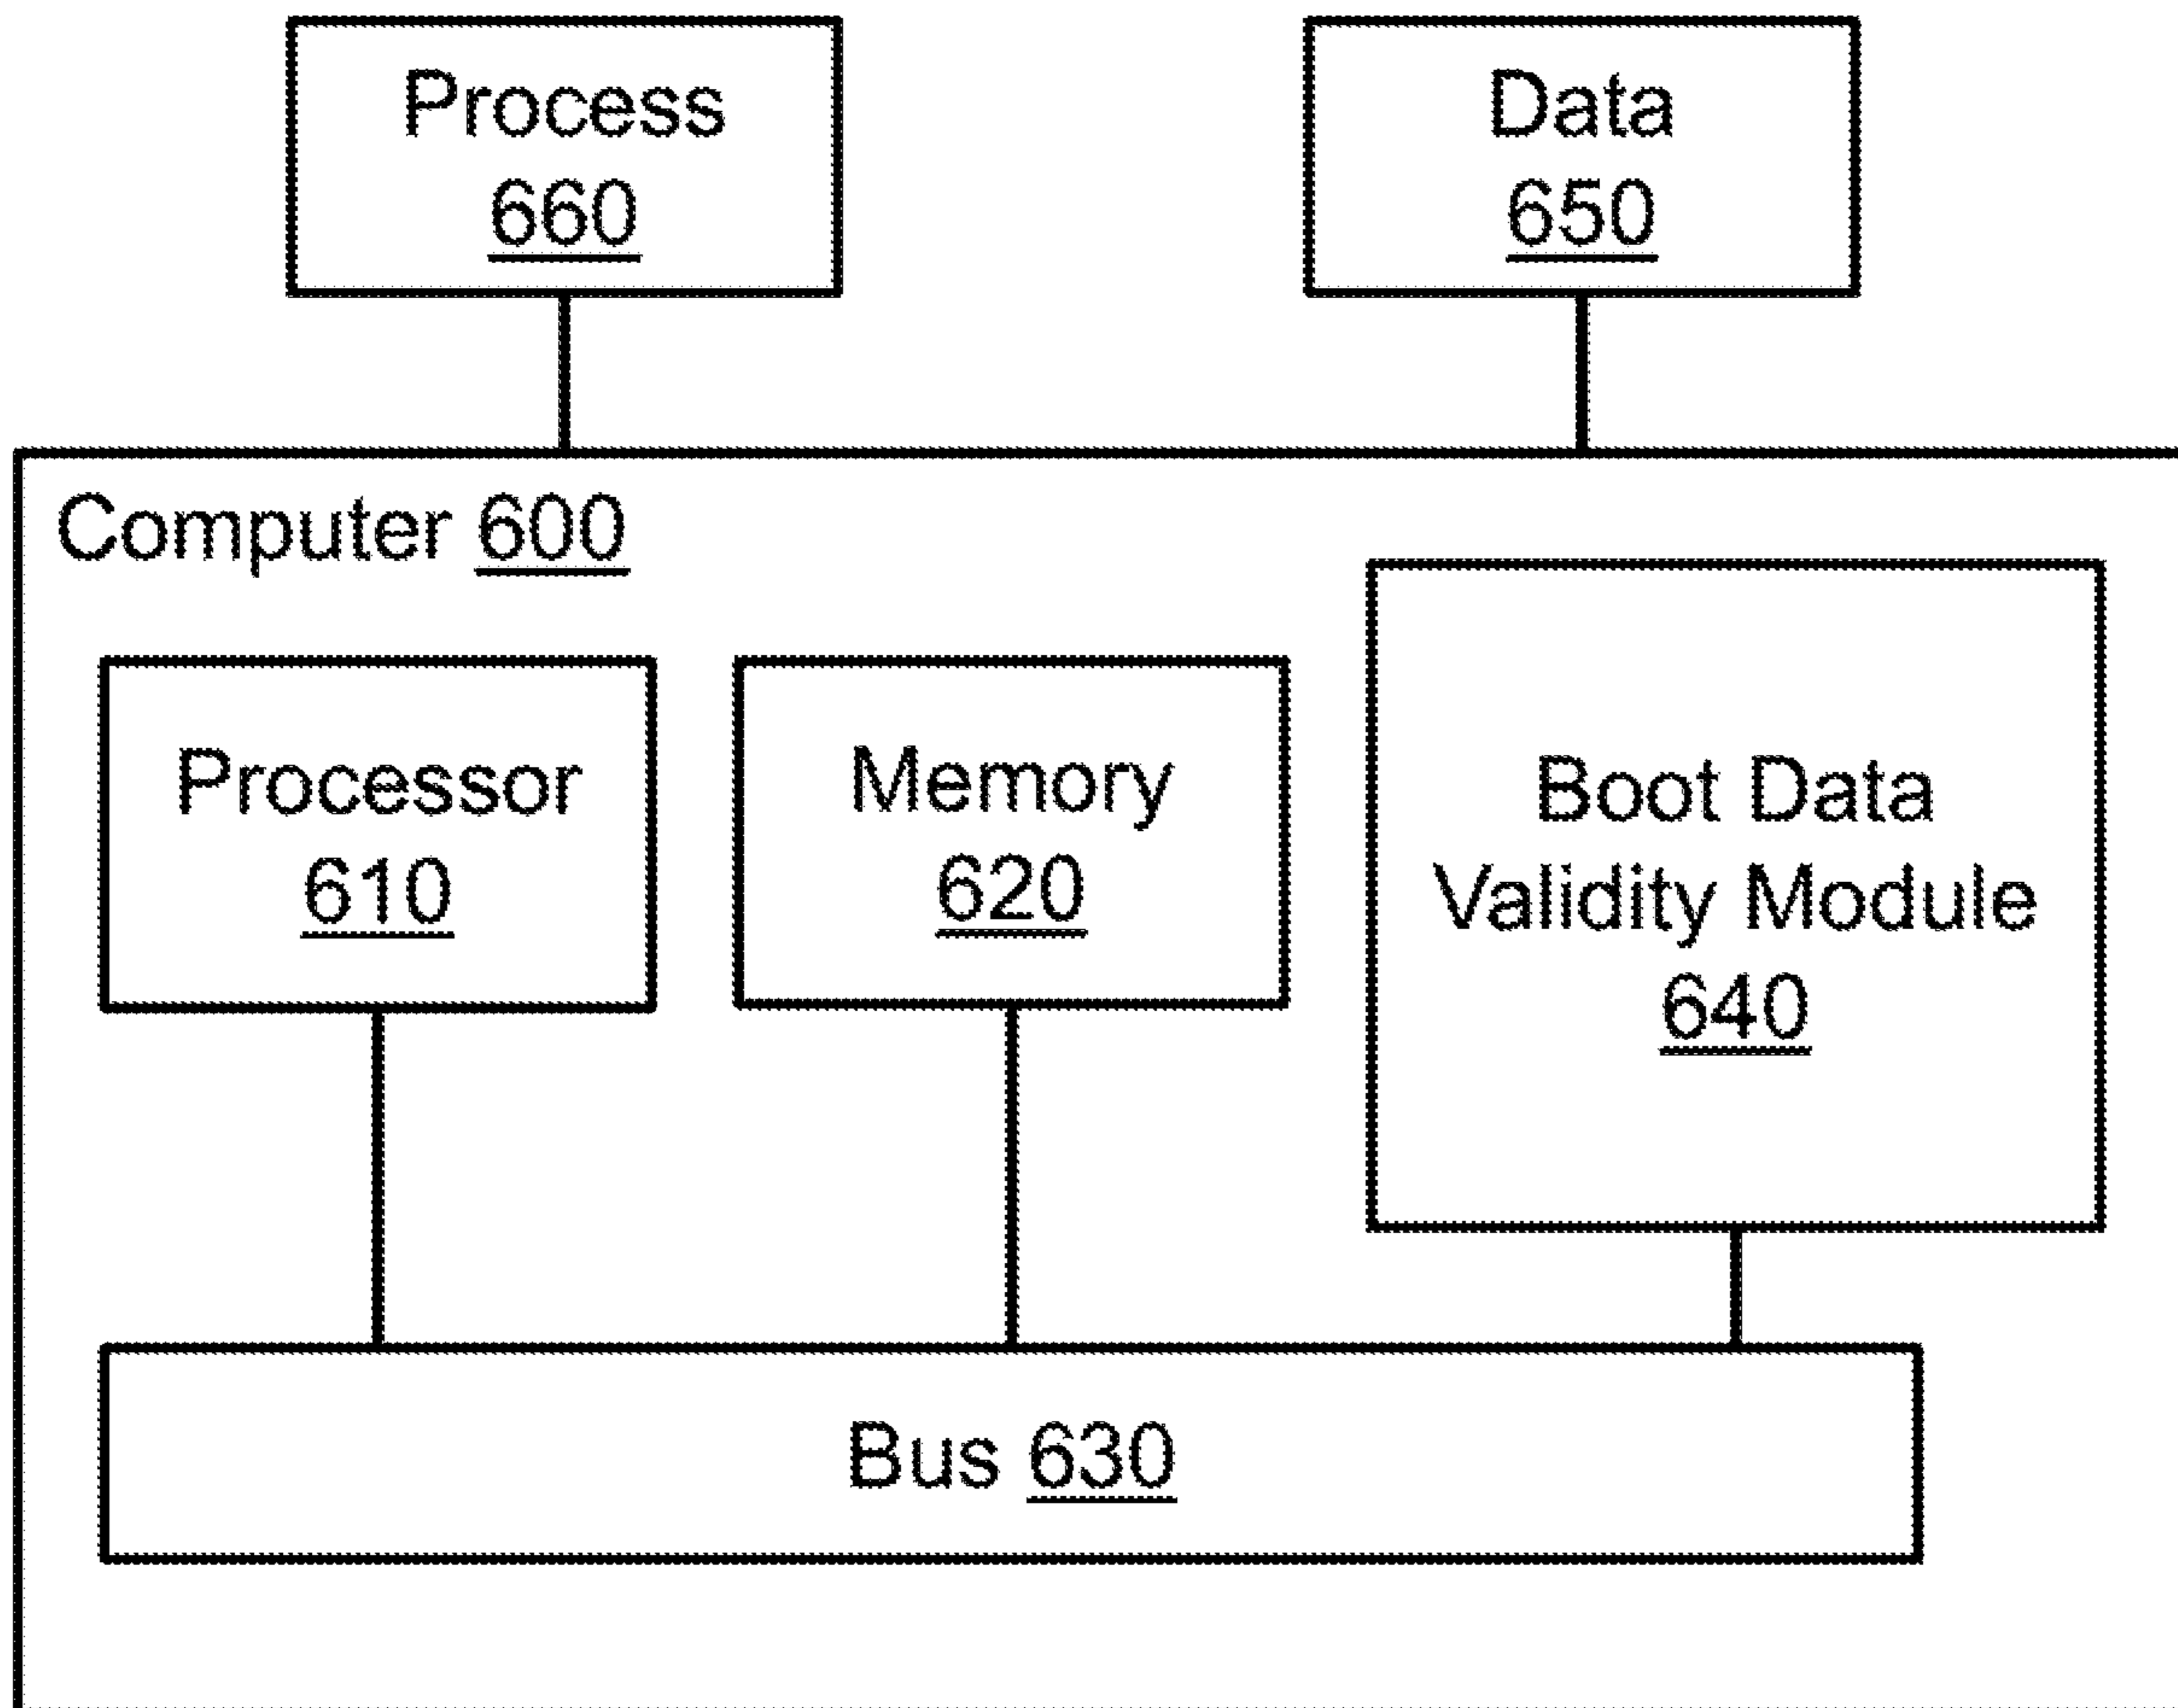 Process
660
Data
650
Computer 600
Processor
610
Memory
620
Boot Data
Validity Module
640
Bus 630